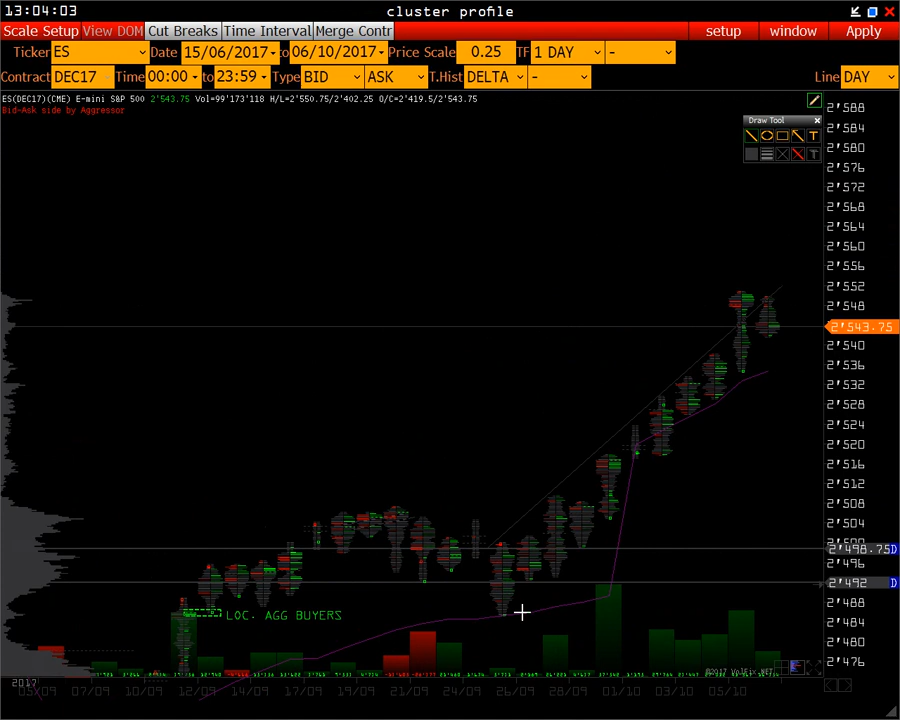 13:04:03 cluster profile
Scale Setup View DOM Cut Breaks Time Interval Merge Contr setup window Apply
Ticker ES Date 15/06/2017 to 06/10/2017 Price Scale 0.25 TF 1 DAY -
Contract DEC17 Time 00:00 to 23:59 Type BID ASK T.Hist DELTA - Line DAY
ES(DEC17)(CME) E-mini S&P 500 2'543.75 Vol=99'173'118 H/L=2'550.75/2'402.25 O/C=2'419.5/2'543.75
Bid-Ask side by Aggressor
Draw Tool
2'588
2'584
2'580
2'576
2'572
2'568
2'564
2'560
2'556
2'552
2'548
2'543.75
2'540
2'536
2'532
2'528
2'524
2'520
2'516
2'512
2'508
2'504
2'498.75 D
2'496
2'492 D
2'488
LOC. AGG BUYERS
2'484
2'480
2'476
©2017 VolFix.NET
2017
05/09 07/09 10/09 12/09 14/09 17/09 19/09 21/09 24/09 26/09 28/09 01/10 03/10 05/10